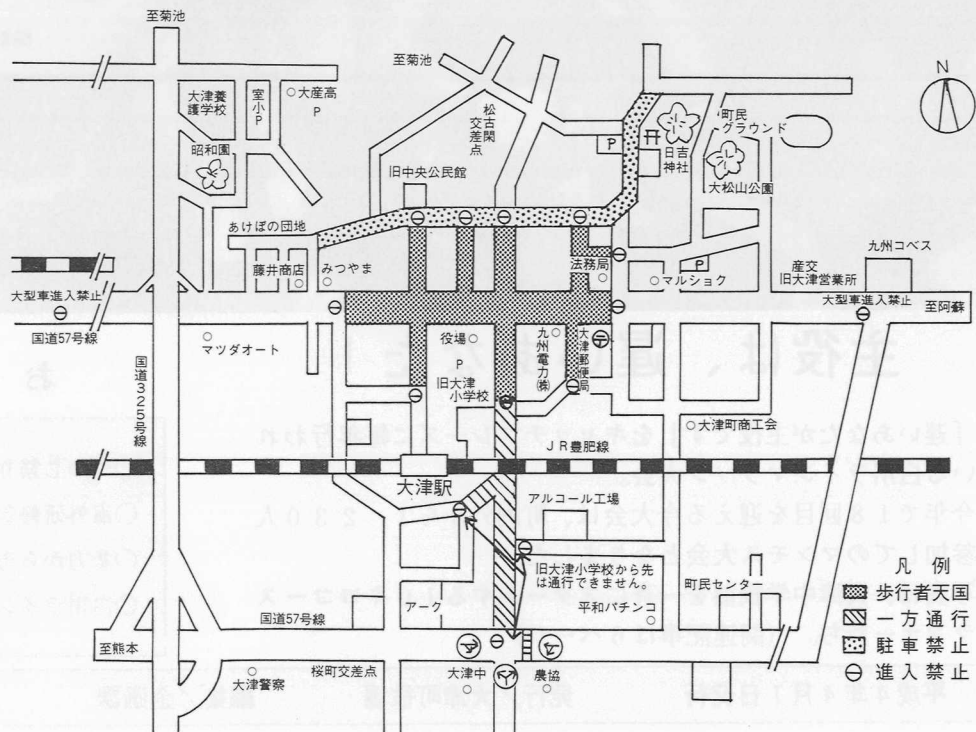 至菊池
至菊池
N
大津養
護学校
室小P
大産高
P
昭和園
松古閑
交差点
旧中央公民館
P
日吉
神社
町民
グラウンド
大松山公園
あけぼの団地
藤井商店
みつやま
法務局
P
マルショク
産交
旧大津営業所
九州コベス
大型車進入禁止
大型車進入禁止
至阿蘇
国道57号線
国道325号線
マツダオート
役場
P
旧大津
小学校
九州電力㈱
大津郵便局
大津町商工会
JR豊肥線
大津駅
アルコール工場
旧大津小学校から先
は通行できません。
町民センター
アーク
平和パチンコ
国道57号線
至熊本
大津警察
桜町交差点
大津中
農協
凡例
歩行者天国
一方通行
駐車禁止
進入禁止